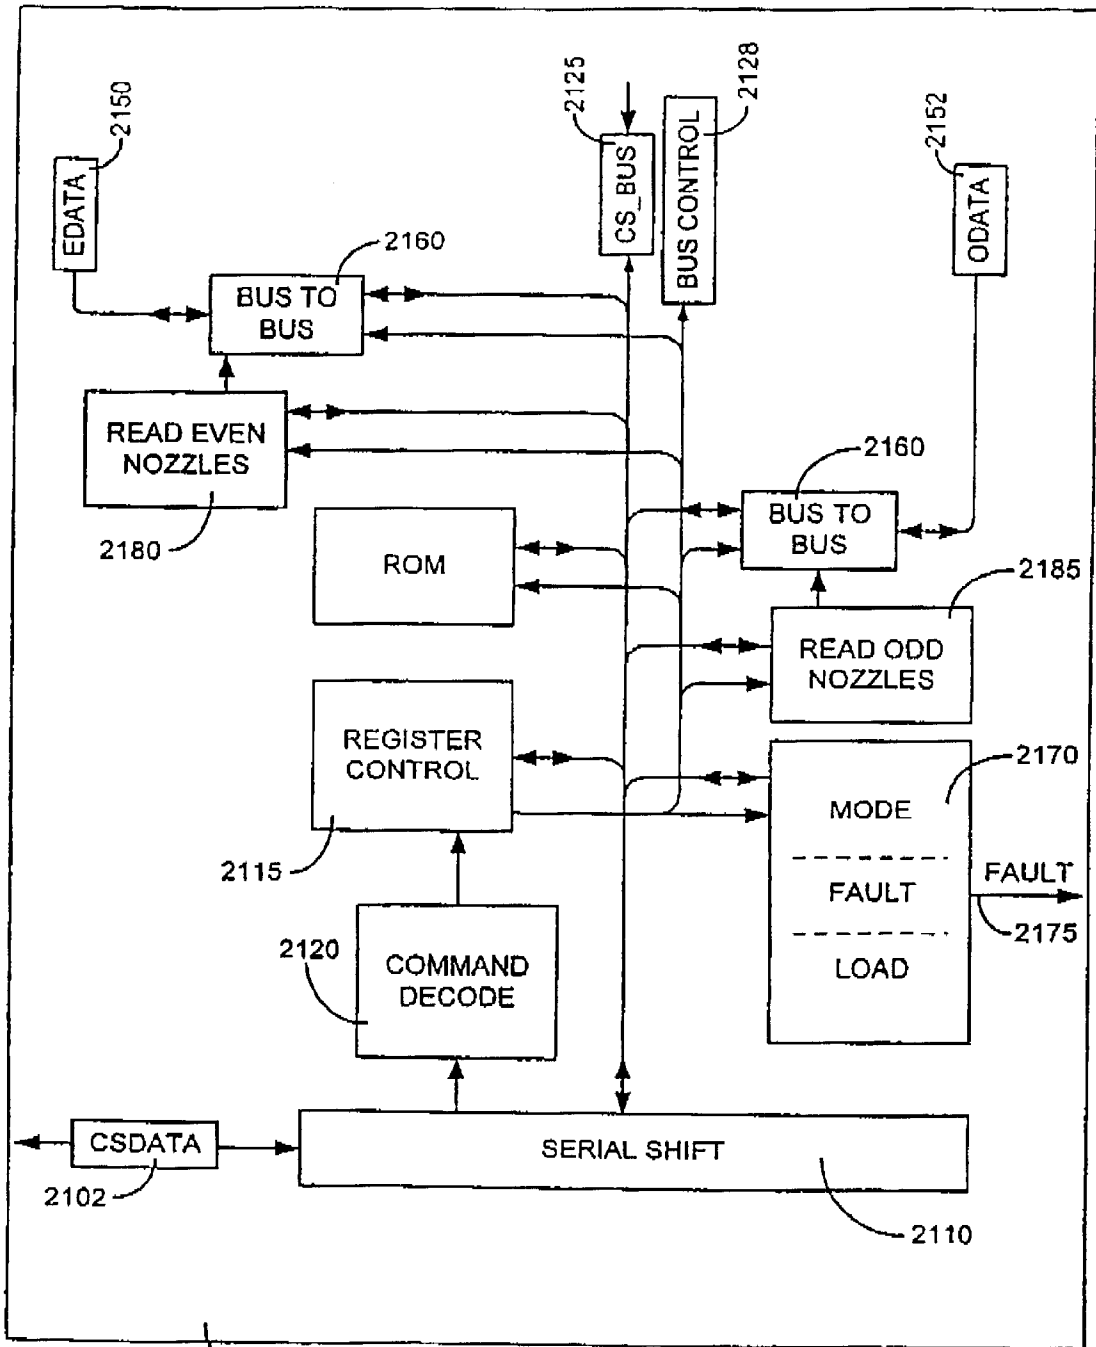 2150
EDATA
2125
CS_BUS
2128
BUS CONTROL
2152
ODATA
2160
BUS TO
BUS
READ EVEN
NOZZLES
2180
2160
BUS TO
BUS
ROM
2185
READ ODD
NOZZLES
REGISTER
CONTROL
2115
2170
MODE
FAULT
LOAD
FAULT
2175
2120
COMMAND
DECODE
CSDATA
2102
SERIAL SHIFT
2110